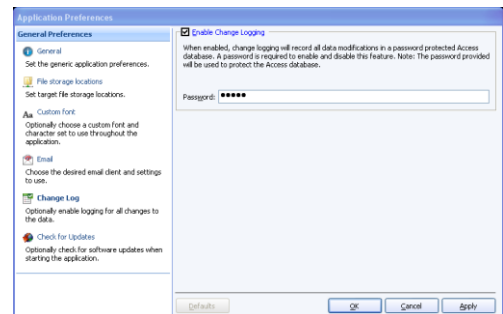 Application Preferences
General Preferences
General
Set the generic application preferences.
File storage locations
Set target file storage locations.
Aa Custom font
Optionally choose a custom font and
character set to use throughout the
application.
Email
Choose the desired email client and settings
to use.
Change Log
Optionally enable logging for all changes to
the data.
Check for Updates
Optionally check for software updates when
starting the application.
Enable Change Logging
When enabled, change logging will record all data modifications in a password protected Access
database. A password is required to enable and disable this feature. Note: The password provided
will be used to protect the Access database.
Password: •••••
Defaults
OK
Cancel
Apply